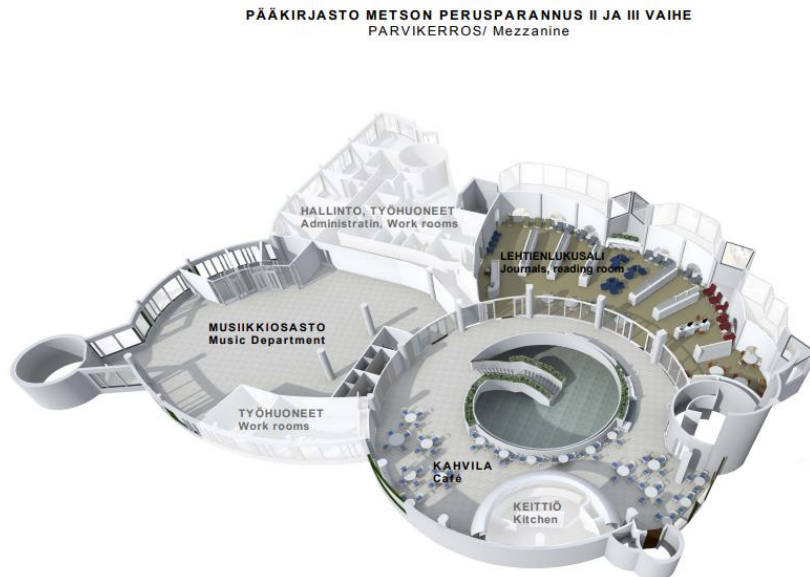 PÄÄKIRJASTO METSON PERUSPARANNUS II JA III VAIHE
PARVIKERROS/ Mezzanine
HALLINTO, TYÖHUONEET
Administratin, Work rooms
LEHTIENLUKUSALI
Journals, reading room
MUSIIKKIOSASTO
Music Department
TYÖHUONEET
Work rooms
KAHVILA
Café
KEITTIÖ
Kitchen